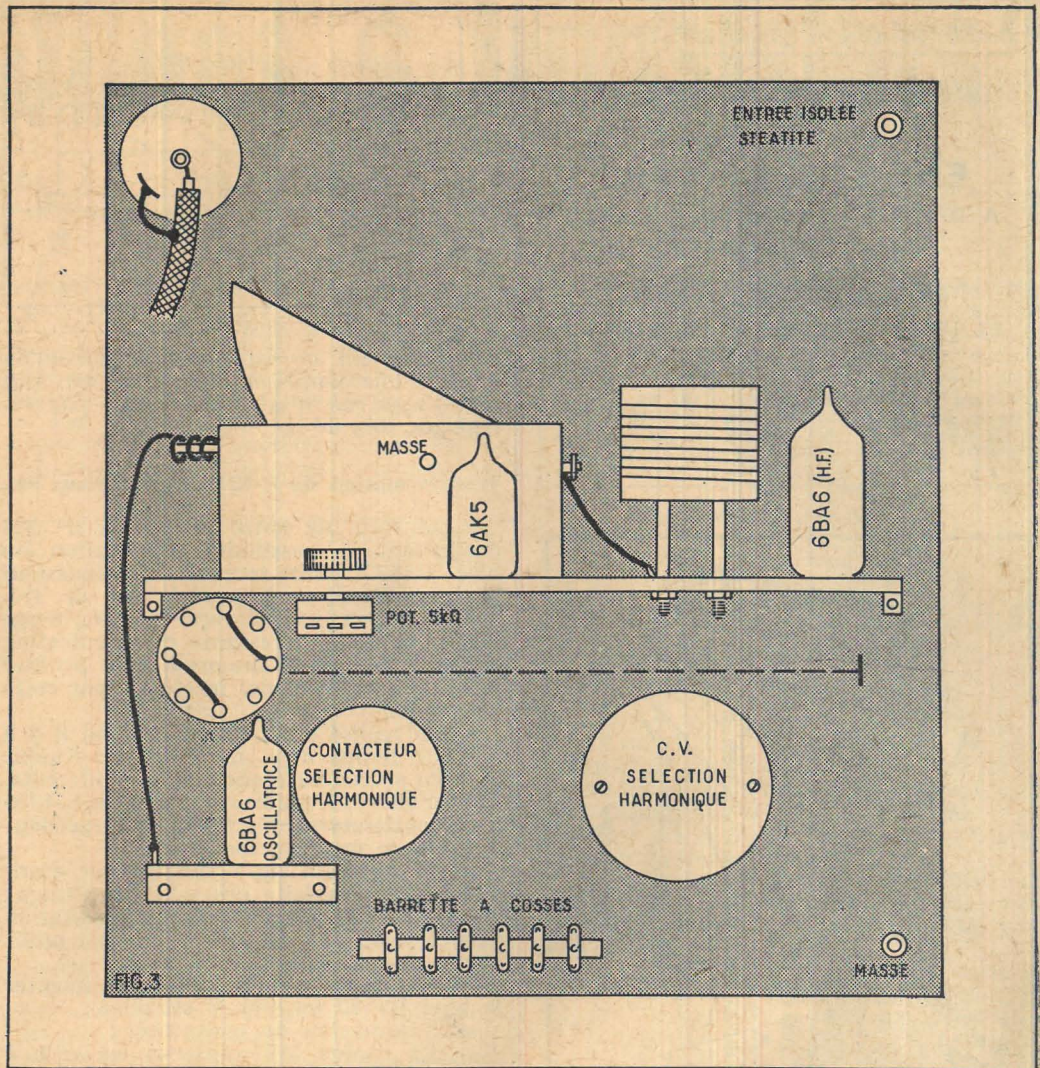 ENTREE ISOLÉE
STEATITE
MASSE
6AK5
6BA6 (H.F.)
POT. 5kΩ
CONTACTEUR
SELECTION
HARMONIQUE
C.V.
SELECTION
HARMONIQUE
6BA6
OSCILLATRICE
BARRETTE A COSSES
MASSE
FIG.3